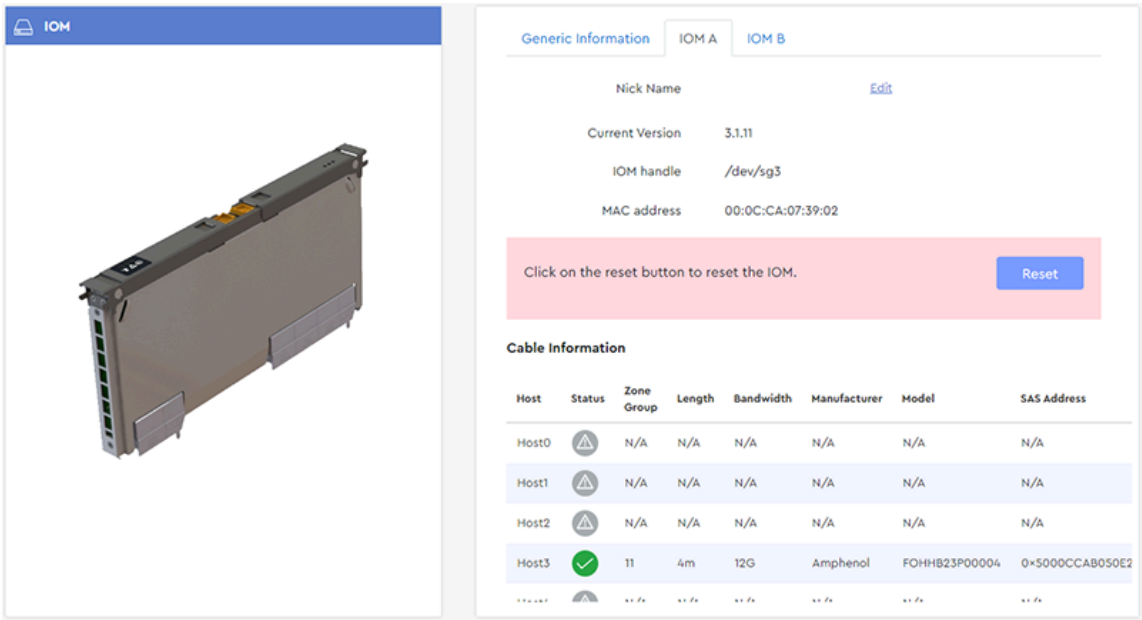 IOM
Generic Information IOM A IOM B
Nick Name Edit
Current Version 3.1.11
IOM handle /dev/sg3
MAC address 00:0C:CA:07:39:02
Click on the reset button to reset the IOM. Reset
Cable Information
Host Status Zone Group Length Bandwidth Manufacturer Model SAS Address
Host0 N/A N/A N/A N/A N/A N/A
Host1 N/A N/A N/A N/A N/A N/A
Host2 N/A N/A N/A N/A N/A N/A
Host3 11 4m 12G Amphenol FOHHB23P00004 0×5000CCAB050E2